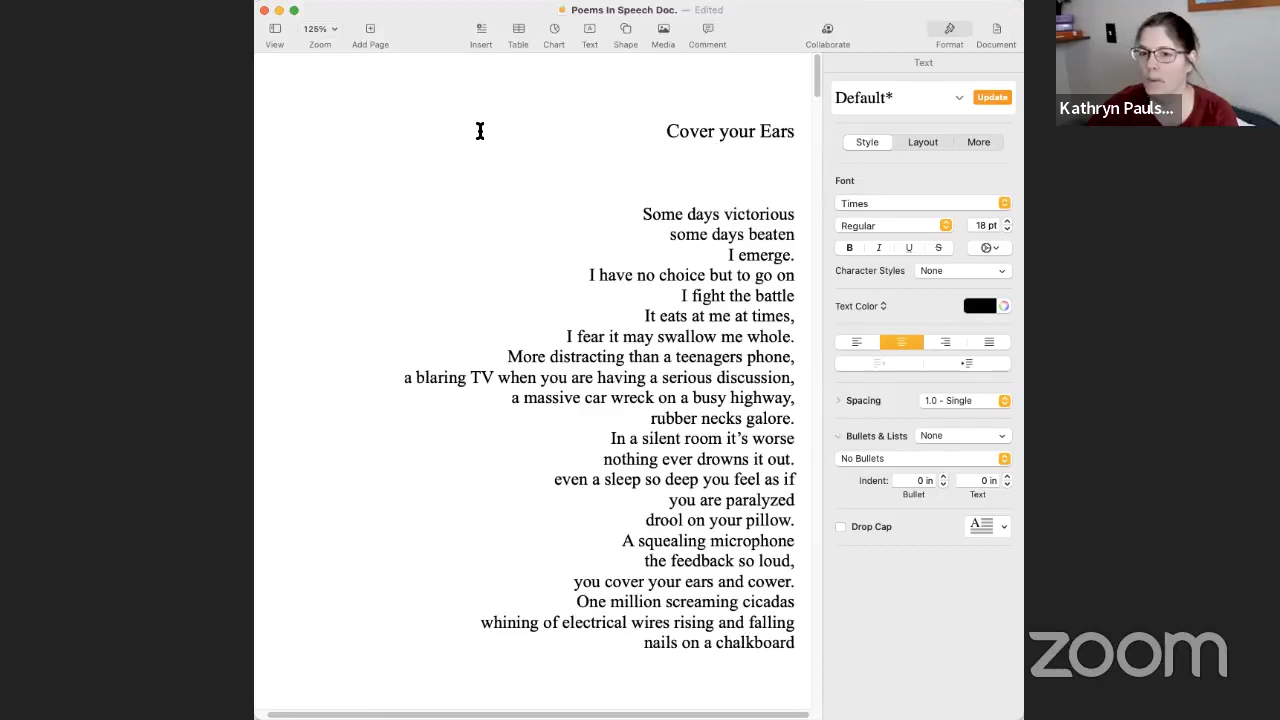 Poems In Speech Doc. — Edited
View
125%
Zoom
Add Page
Insert
Table
Chart
Text
Shape
Media
Comment
Collaborate
Format
Document
Text
Default*
Update
Style
Layout
More
Font
Times
Regular
18 pt
B I U S
Character Styles
None
Text Color
Spacing
1.0 - Single
Bullets & Lists
None
No Bullets
Indent:
0 in
0 in
Bullet
Text
Drop Cap
A
Cover your Ears
Some days victorious
some days beaten
I emerge.
I have no choice but to go on
I fight the battle
It eats at me at times,
I fear it may swallow me whole.
More distracting than a teenagers phone,
a blaring TV when you are having a serious discussion,
a massive car wreck on a busy highway,
rubber necks galore.
In a silent room it’s worse
nothing ever drowns it out.
even a sleep so deep you feel as if
you are paralyzed
drool on your pillow.
A squealing microphone
the feedback so loud,
you cover your ears and cower.
One million screaming cicadas
whining of electrical wires rising and falling
nails on a chalkboard
Kathryn Pauls...
zoom